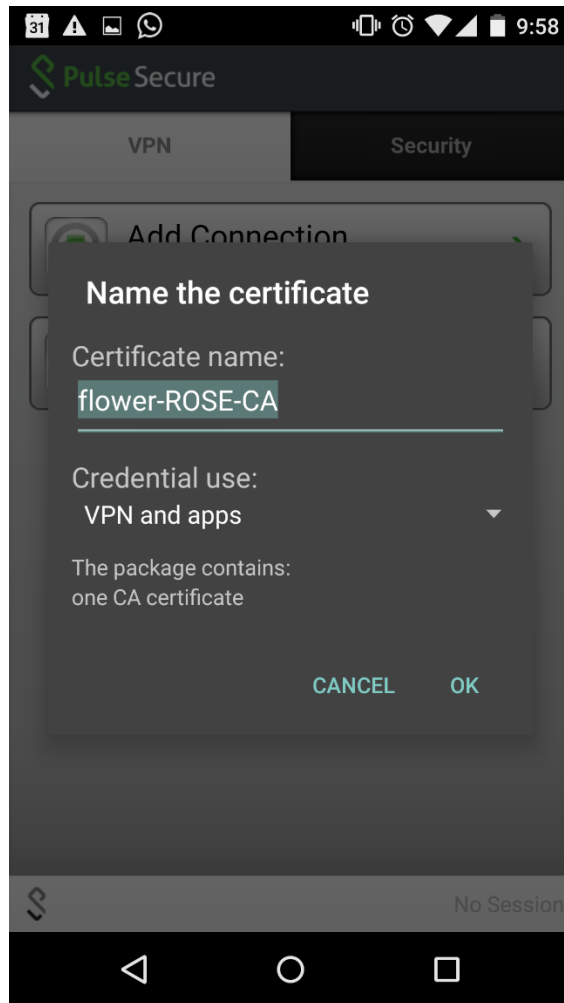 31
9:58
Pulse Secure
VPN
Security
Add Connection
Name the certificate
Certificate name:
flower-ROSE-CA
Credential use:
VPN and apps
The package contains:
one CA certificate
CANCEL
OK
No Session